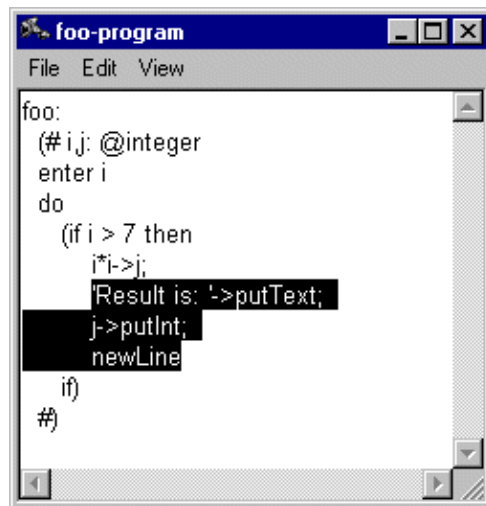 foo-program
File Edit View
foo:
(# i,j: @integer
enter i
do
(if i > 7 then
i*i->j;
'Result is: '->putText;
j->putInt;
newLine
if)
#)